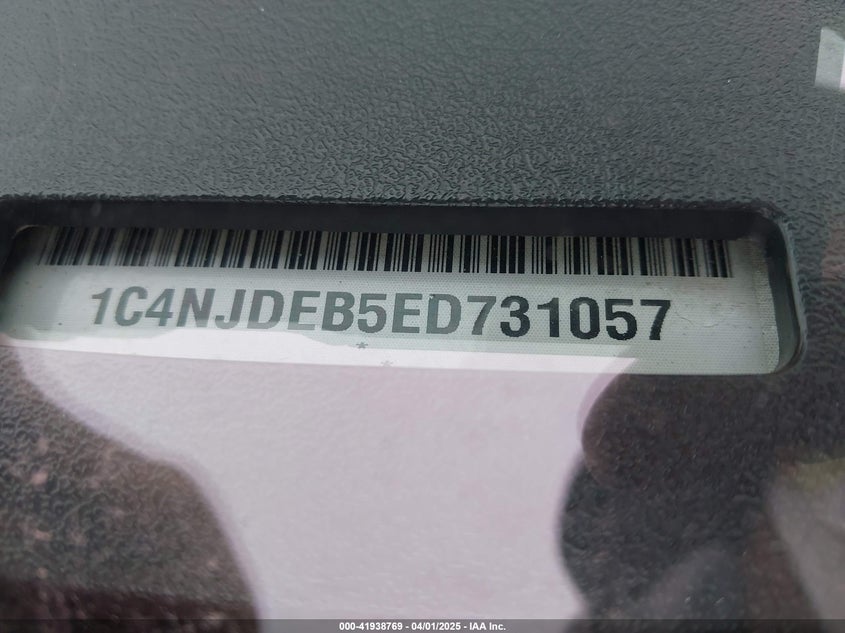 1C4NJDEB5ED731057
* *
000-41938769 - 04/01/2025 - IAA Inc.